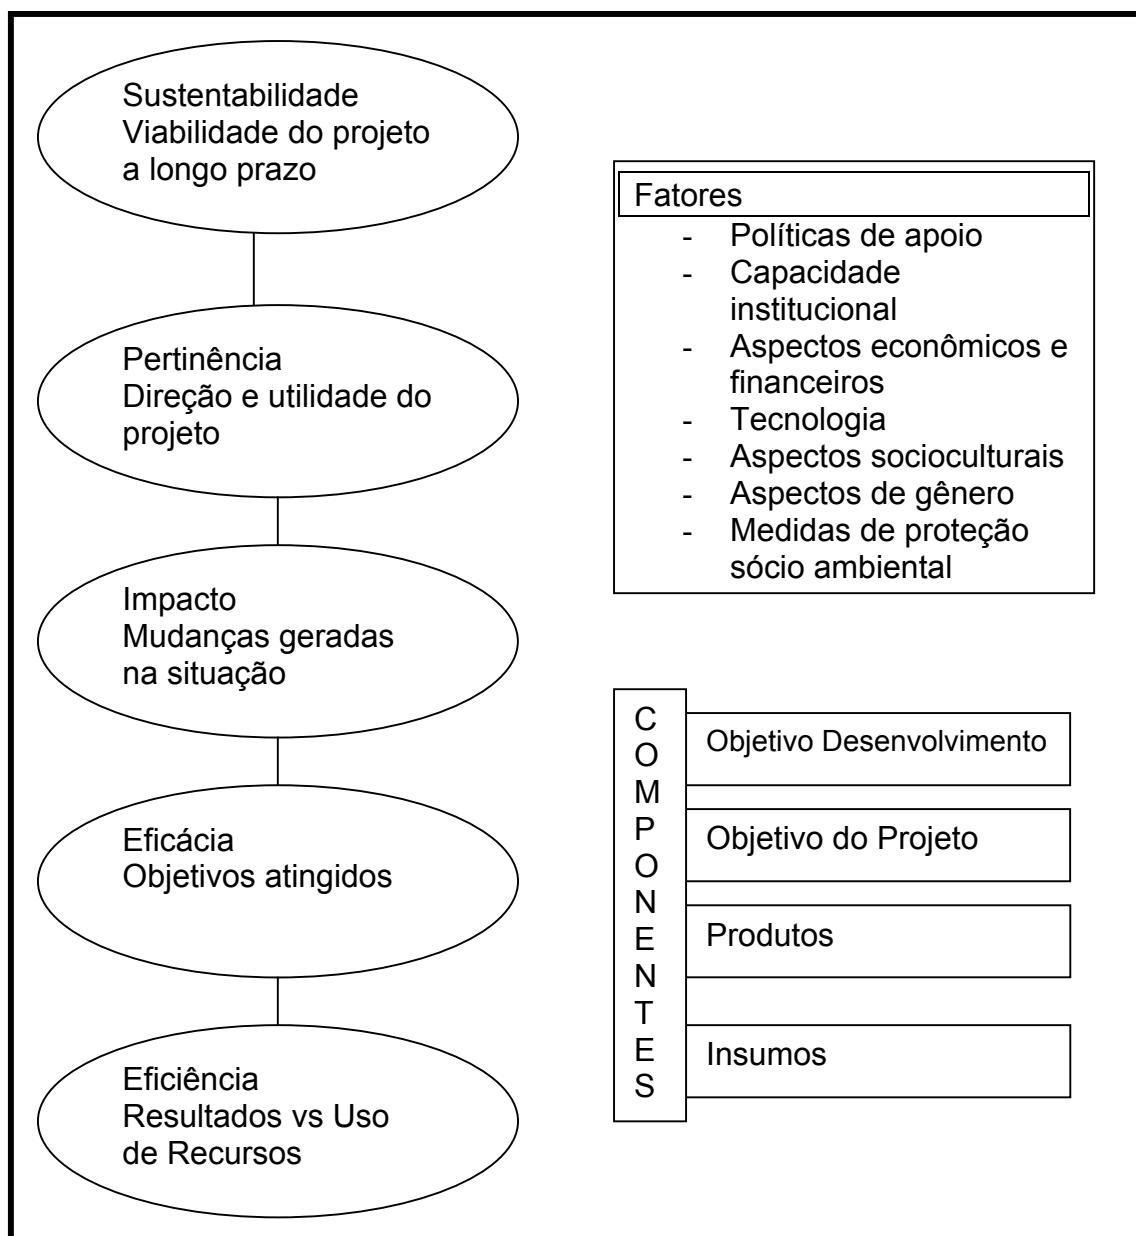 Sustentabilidade
Viabilidade do projeto
a longo prazo
Pertinência
Direção e utilidade do
projeto
Impacto
Mudanças geradas
na situação
Eficácia
Objetivos atingidos
Eficiência
Resultados vs Uso
de Recursos
Fatores
- Políticas de apoio
- Capacidade
institucional
- Aspectos econômicos e
financeiros
- Tecnologia
- Aspectos socioculturais
- Aspectos de gênero
- Medidas de proteção
sócio ambiental
C
O
M
P
O
N
E
N
T
E
S
Objetivo Desenvolvimento
Objetivo do Projeto
Produtos
Insumos